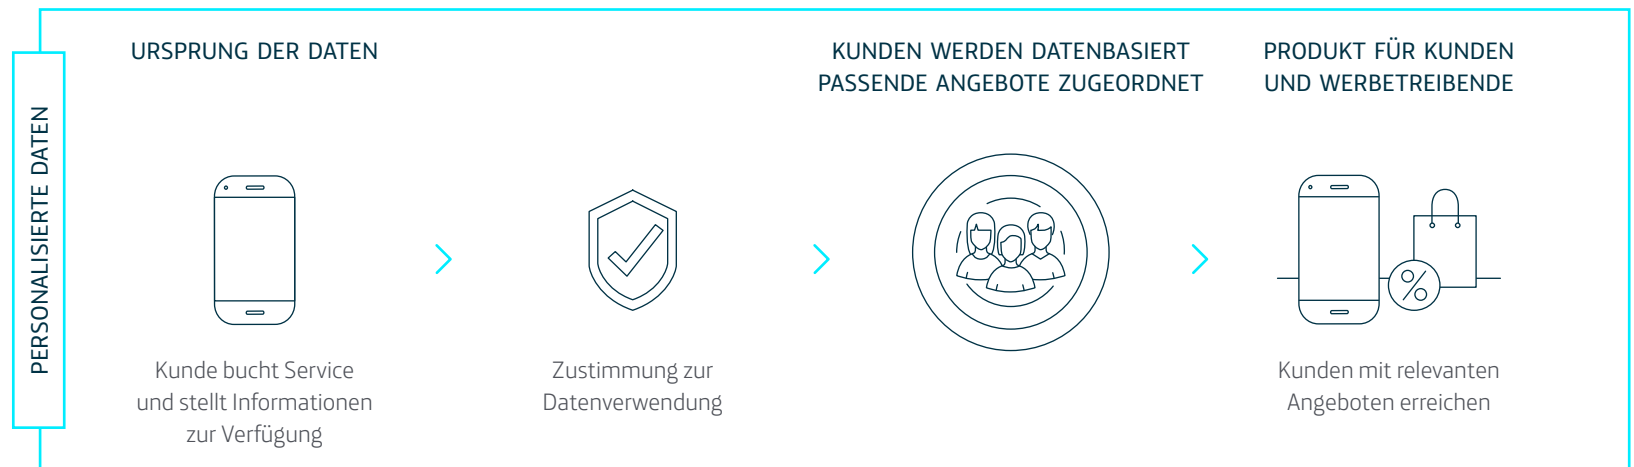 PERSONALISIERTE DATEN
URSPRUNG DER DATEN
Kunde bucht Service
und stellt Informationen
zur Verfügung
Zustimmung zur
Datenverwendung
KUNDEN WERDEN DATENBASIERT
PASSENDE ANGEBOTE ZUGEORDNET
PRODUKT FÜR KUNDEN
UND WERBETREIBENDE
%
Kunden mit relevanten
Angeboten erreichen